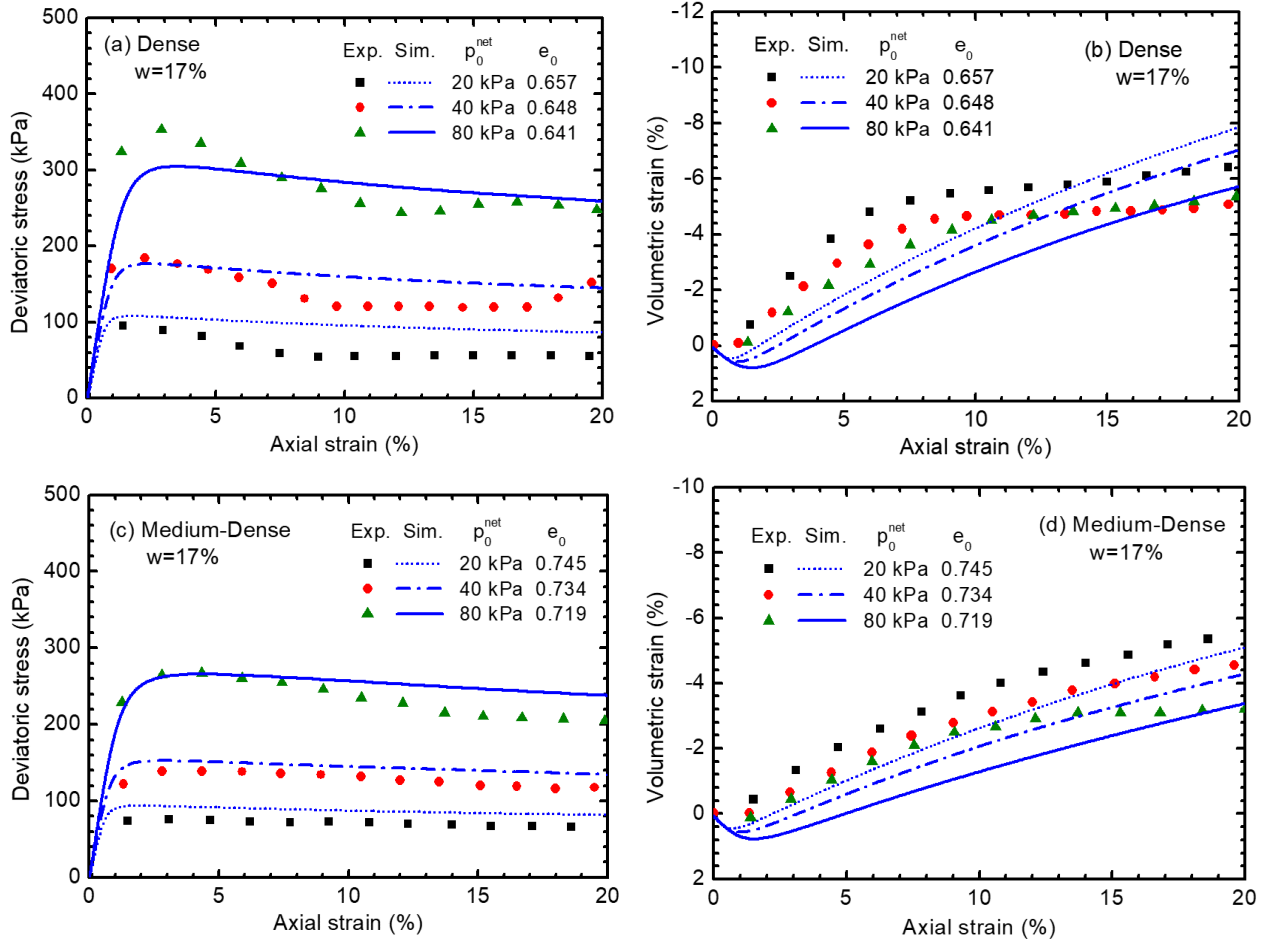 (a) Dense
w=17%
Exp. Sim. p₀ⁿᵉᵗ e₀
20 kPa 0.657
40 kPa 0.648
80 kPa 0.641
500
400
300
200
100
0
Deviatoric stress (kPa)
0 5 10 15 20
Axial strain (%)
(b) Dense
w=17%
Exp. Sim. p₀ⁿᵉᵗ e₀
20 kPa 0.657
40 kPa 0.648
80 kPa 0.641
-12
-10
-8
-6
-4
-2
0
2
Volumetric strain (%)
0 5 10 15 20
Axial strain (%)
(c) Medium-Dense
w=17%
Exp. Sim. p₀ⁿᵉᵗ e₀
20 kPa 0.745
40 kPa 0.734
80 kPa 0.719
500
400
300
200
100
0
Deviatoric stress (kPa)
0 5 10 15 20
Axial strain (%)
(d) Medium-Dense
w=17%
Exp. Sim. p₀ⁿᵉᵗ e₀
20 kPa 0.745
40 kPa 0.734
80 kPa 0.719
-10
-8
-6
-4
-2
0
2
Volumetric strain (%)
0 5 10 15 20
Axial strain (%)